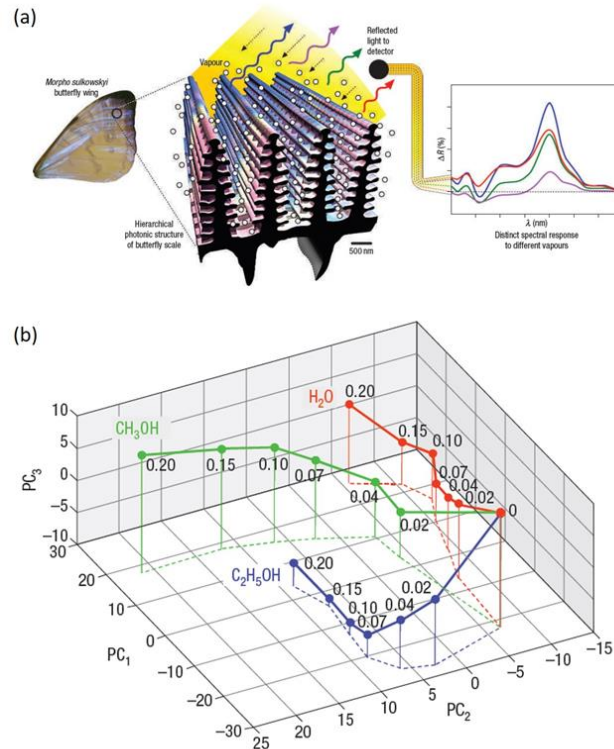 (a)
Reflected
light to
detector
Vapour
Morpho sulkowskyi
butterfly wing
Hierarchical
photonic structure
of butterfly scale
500 nm
ΔR (%)
λ (nm)
Distinct spectral response
to different vapours
(b)
10
5
0
−5
−10
PC₃
30
20
10
0
−10
−20
−30
PC₁
25
20
15
10
5
0
−5
−10
−15
PC₂
CH₃OH
0.20
0.15
0.10
0.07
0.04
0.02
H₂O
0.20
0.15
0.10
0.07
0.04
0.02
0
C₂H₅OH
0.20
0.15
0.10
0.07
0.04
0.02